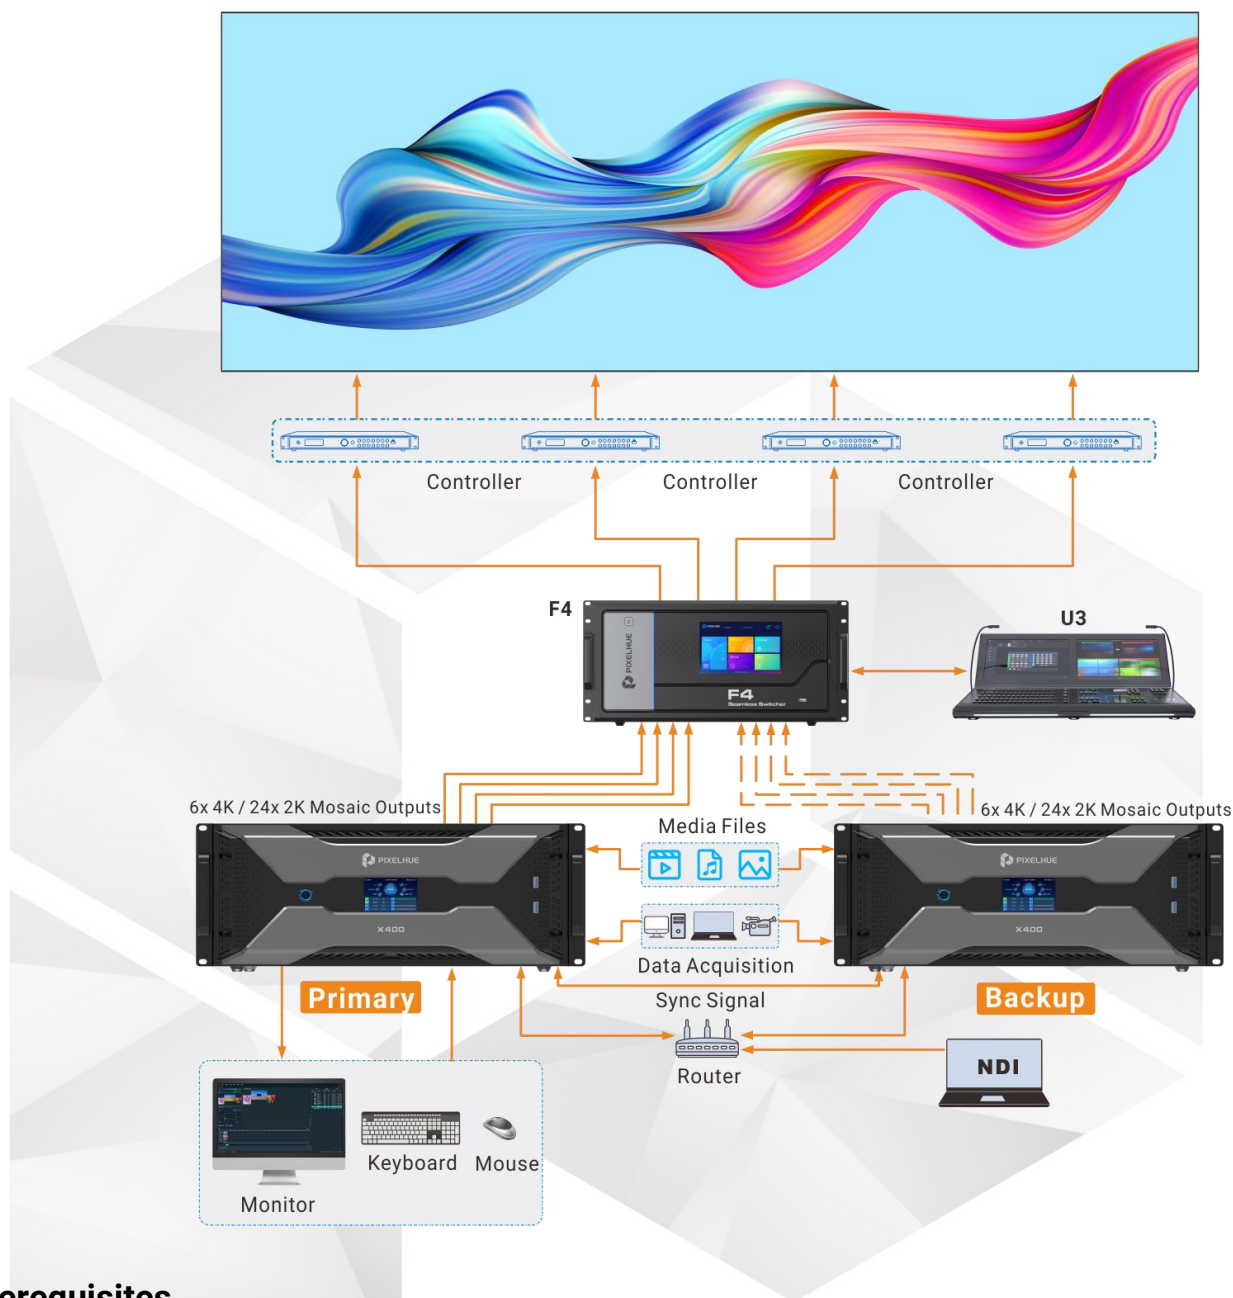 Controller
Controller
Controller
F4
U3
PIXELHUE
F4
Seamless Switcher
6x 4K / 24x 2K Mosaic Outputs
6x 4K / 24x 2K Mosaic Outputs
Media Files
PIXELHUE
PIXELHUE
X400
X400
Data Acquisition
Primary
Sync Signal
Backup
Router
NDI
Keyboard
Mouse
Monitor
erequisites